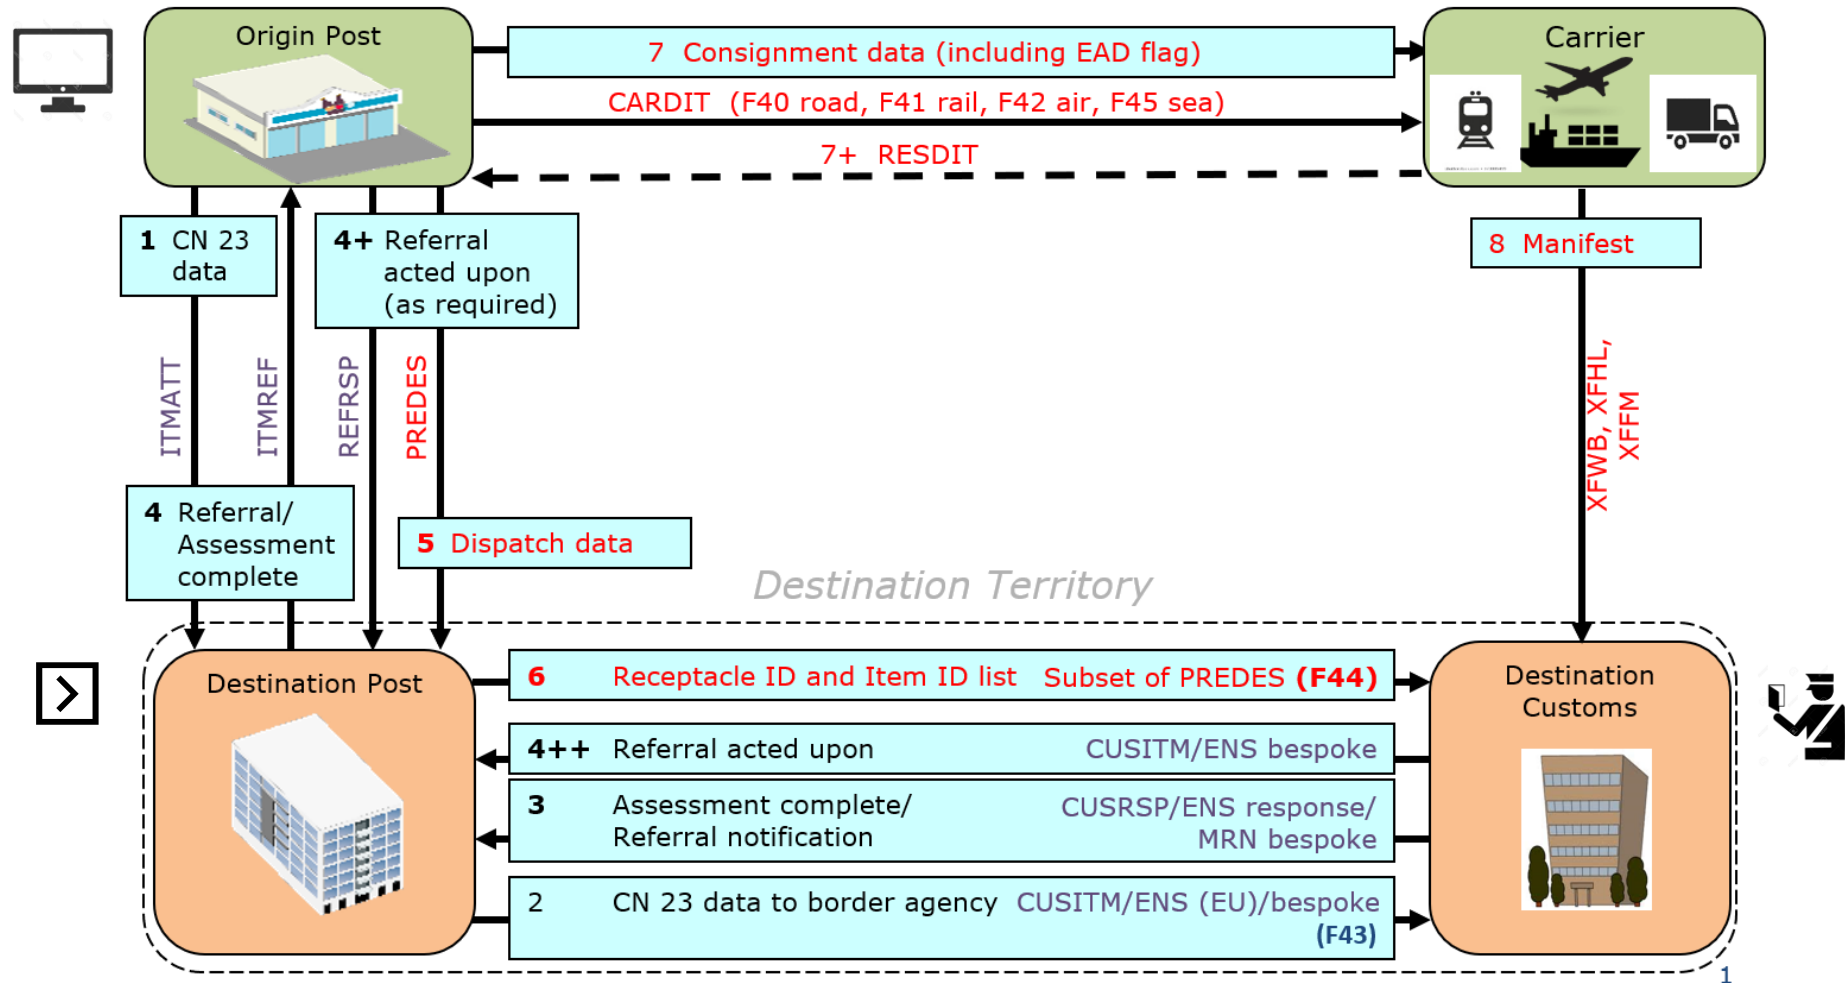 Origin Post
7 Consignment data (including EAD flag)
Carrier
CARDIT (F40 road, F41 rail, F42 air, F45 sea)
7+ RESDIT
1 CN 23
data
4+ Referral
acted upon
(as required)
8 Manifest
ITMATT
ITMREF
REFRSP
PREDES
XFWB, XFHL,
XFFM
4 Referral/
Assessment
complete
5 Dispatch data
Destination Territory
Destination Post
6 Receptacle ID and Item ID list Subset of PREDES (F44)
Destination
Customs
4++ Referral acted upon CUSITM/ENS bespoke
3 Assessment complete/ CUSRSP/ENS response/
Referral notification MRN bespoke
2 CN 23 data to border agency CUSITM/ENS (EU)/bespoke
(F43)
1